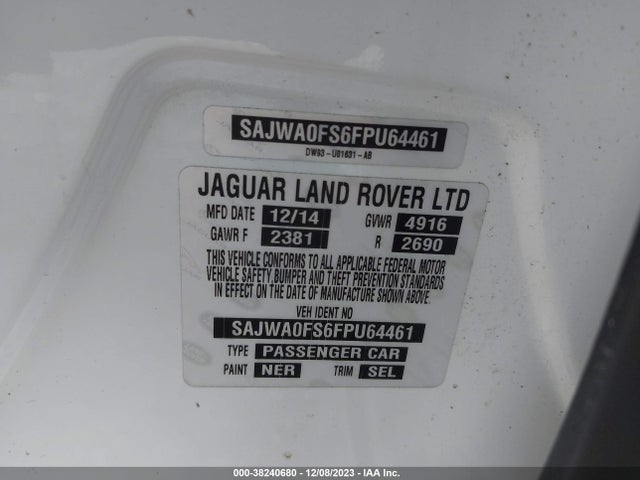 SAJWA0FS6FPU64461
DW93-U01631-AB
JAGUAR LAND ROVER LTD
MFD DATE 12/14 GVWR 4916
GAWR F 2381 R 2690
THIS VEHICLE CONFORMS TO ALL APPLICABLE FEDERAL MOTOR
VEHICLE SAFETY, BUMPER AND THEFT PREVENTION STANDARDS
IN EFFECT ON THE DATE OF MANUFACTURE SHOWN ABOVE.
VEH IDENT NO
SAJWA0FS6FPU64461
TYPE PASSENGER CAR
PAINT NER TRIM SEL
000-38240680 - 12/08/2023 - IAA Inc.